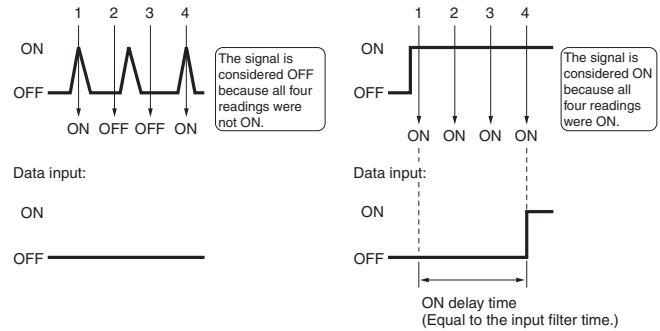 1 2 3 4
ON
OFF
ON OFF OFF ON
The signal is
considered OFF
because all four
readings were
not ON.
Data input:
ON
OFF
1 2 3 4
ON
OFF
ON ON ON ON
The signal is
considered ON
because all
four readings
were ON.
Data input:
ON
OFF
ON delay time
(Equal to the input filter time.)